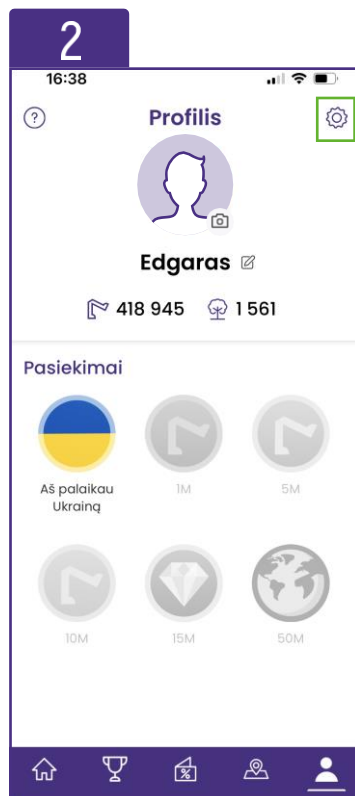 2
16:38
?
Profilis
Edgaras
418 945 1 561
Pasiekimai
Aš palaikau
Ukrainą
1M
5M
10M
15M
50M
%